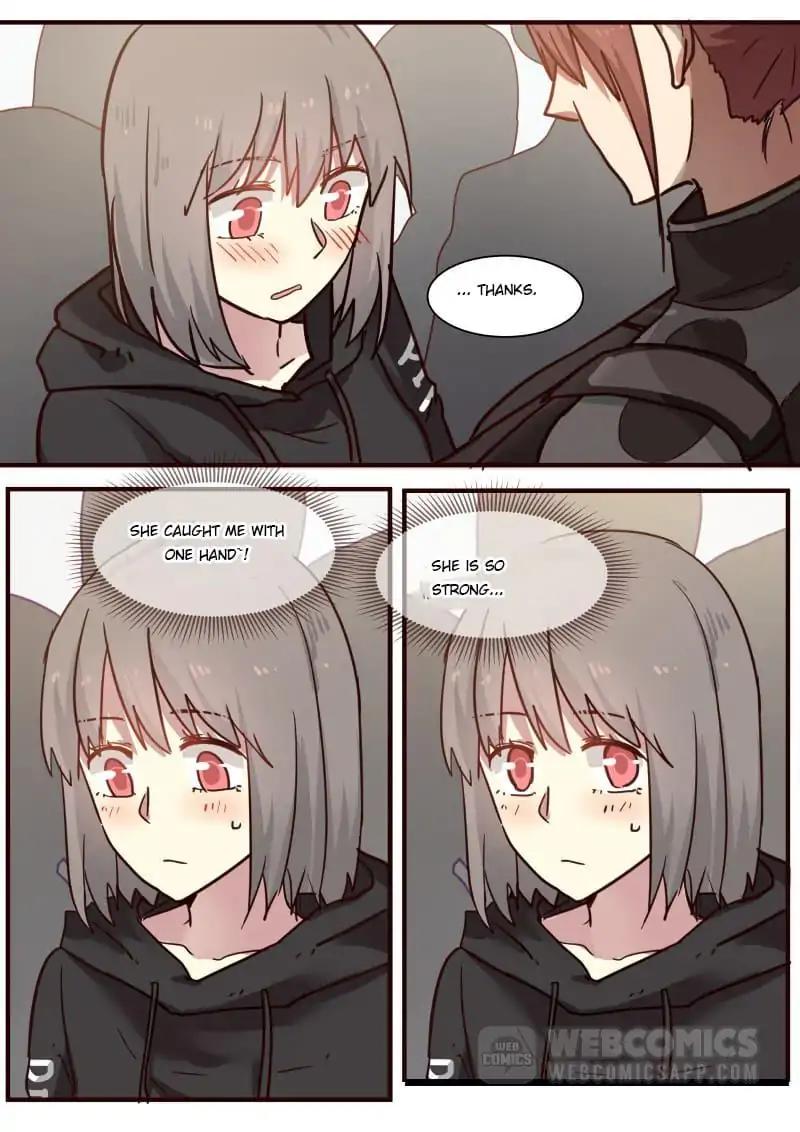 ... THANKS.
SHE CAUGHT ME WITH
ONE HAND~!
SHE IS SO
STRONG...
WEB
COMICS
WEBCOMICS
WEBCOMICSAPP.COM